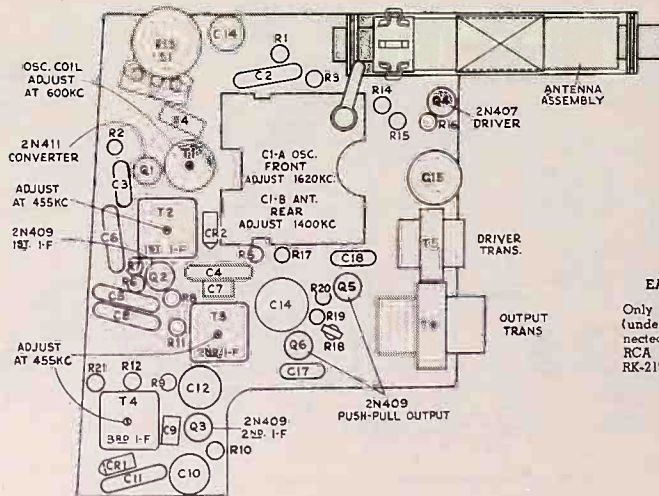 C14
R1
C2
R3
OSC. COIL
ADJUST
AT 600KC
2N411
CONVERTER
R2
Q1
C3
ADJUST
AT 455KC
T2
1ST. I-F
2N409
1ST. I-F
C6
CR2
Q2
R6
R8
R11
C4
C7
T3
2ND. I-F
ADJUST
AT 455KC
R21
R12
R9
C12
T4
3RD I-F
C9
Q3
2N409
2ND. I-F
R10
CR1
C11
C10
C1-A OSC.
FRONT
ADJUST 1620KC
C1-B ANT.
REAR
ADJUST 1400KC
R17
C18
C14
R20
Q5
R19
R18
Q6
C17
2N409
PUSH-PULL OUTPUT
ANTENNA
ASSEMBLY
R14
R15
Q4
R16
2N407
DRIVER
C15
T5
DRIVER
TRANS.
OUTPUT
TRANS
Only
(unde
nected
RCA
RK-21